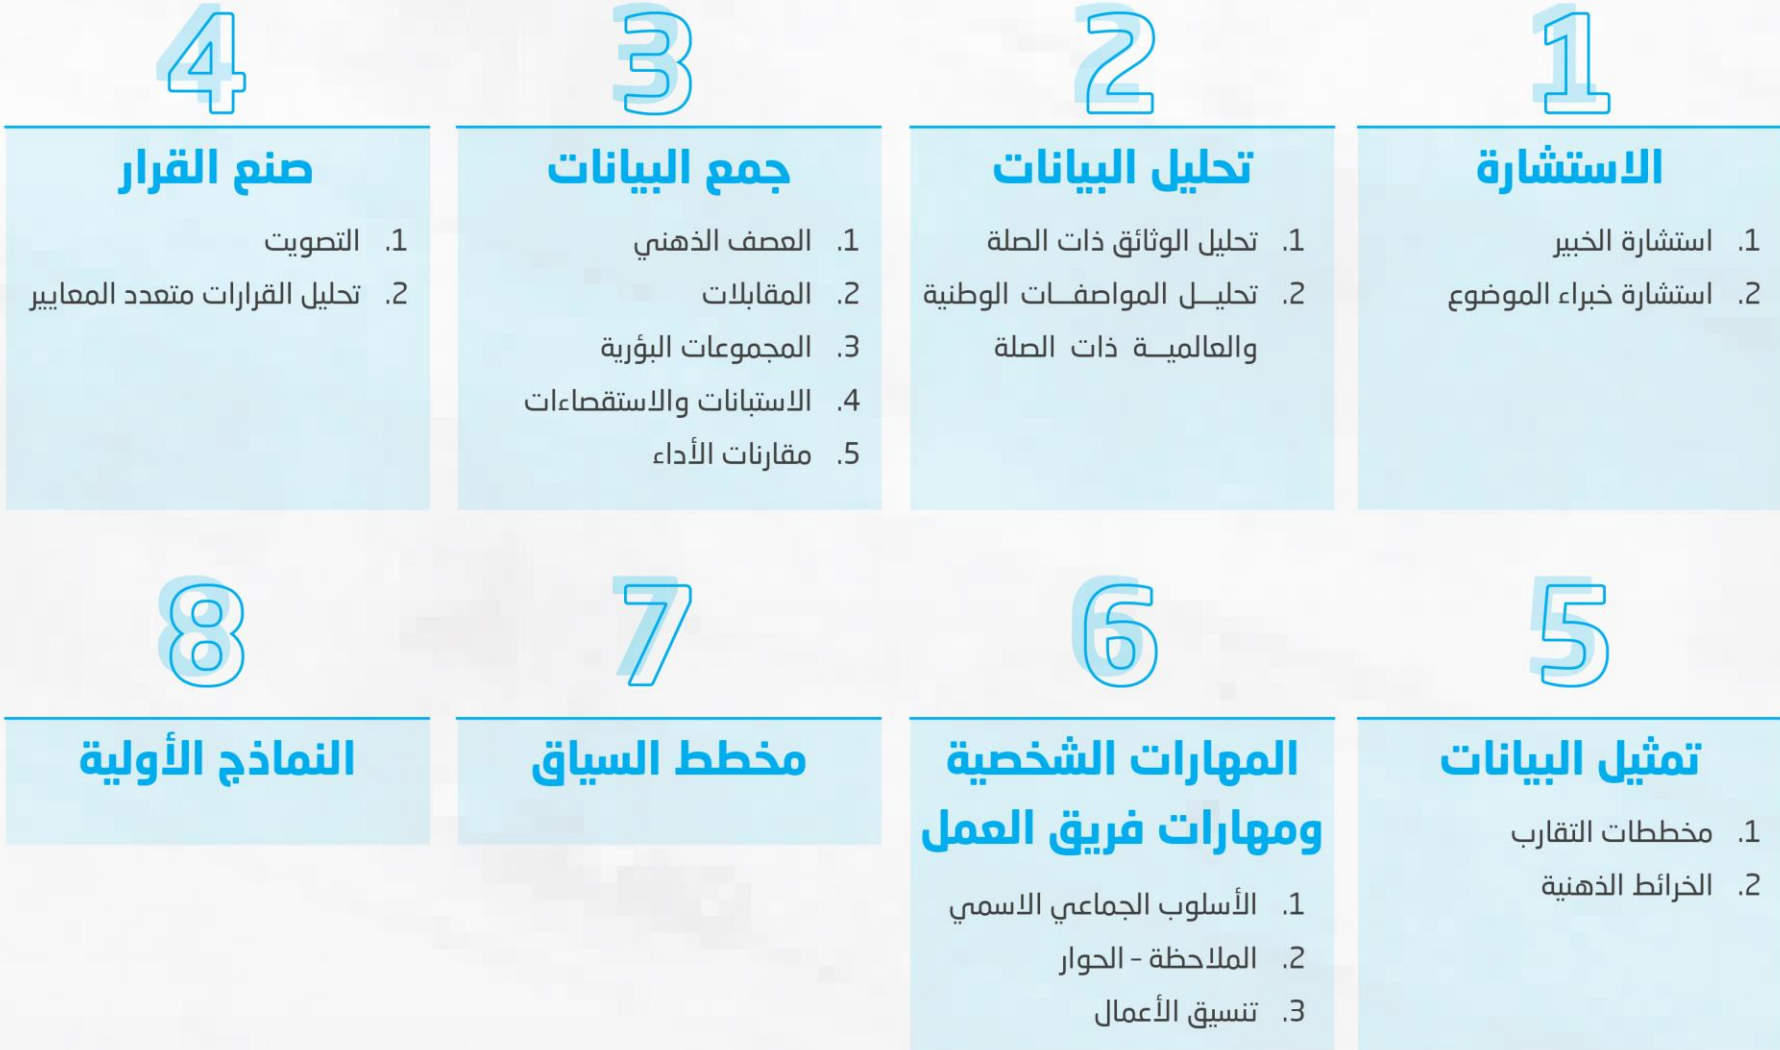 1
الاستشارة
1. استشارة الخبير
2. استشارة خبراء الموضوع
2
تحليل البيانات
1. تحليل الوثائق ذات الصلة
2. تحليل المواصفات الوطنية
والعالمية ذات الصلة
3
جمع البيانات
1. العصف الذهني
2. المقابلات
3. المجموعات البؤرية
4. الاستبانات والاستقصاءات
5. مقارنات الأداء
4
صنع القرار
1. التصويت
2. تحليل القرارات متعدد المعايير
5
تمثيل البيانات
1. مخططات التقارب
2. الخرائط الذهنية
6
المهارات الشخصية
ومهارات فريق العمل
1. الأسلوب الجماعي الاسمي
2. الملاحظة - الحوار
3. تنسيق الأعمال
7
مخطط السياق
8
النماذج الأولية